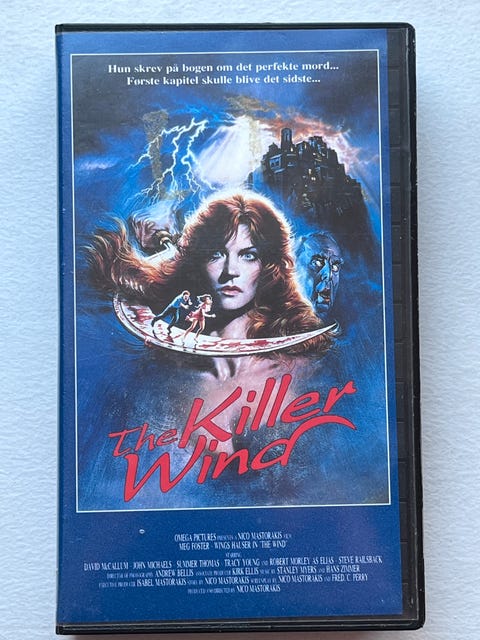 Hun skrev på bogen om det perfekte mord...
Første kapitel skulle blive det sidste...
The Killer
Wind
OMEGA PICTURES PRESENTS A NICO MASTORAKIS FILM
MEG FOSTER · WINGS HAUSER IN "THE WIND"
STARRING
DAVID McCALLUM · JOHN MICHAELS · SUMMER THOMAS · TRACY YOUNG AND ROBERT MORLEY AS ELIAS · STEVE RAILSBACK
DIRECTOR OF PHOTOGRAPHY ANDREW BELLIS ASSOCIATE PRODUCER KIRK ELLIS MUSIC BY STANLEY MYERS AND HANS ZIMMER
EXECUTIVE PRODUCER ISABEL MASTORAKIS STORY BY NICO MASTORAKIS SCREENPLAY BY NICO MASTORAKIS AND FRED. C. PERRY
PRODUCED AND DIRECTED BY NICO MASTORAKIS